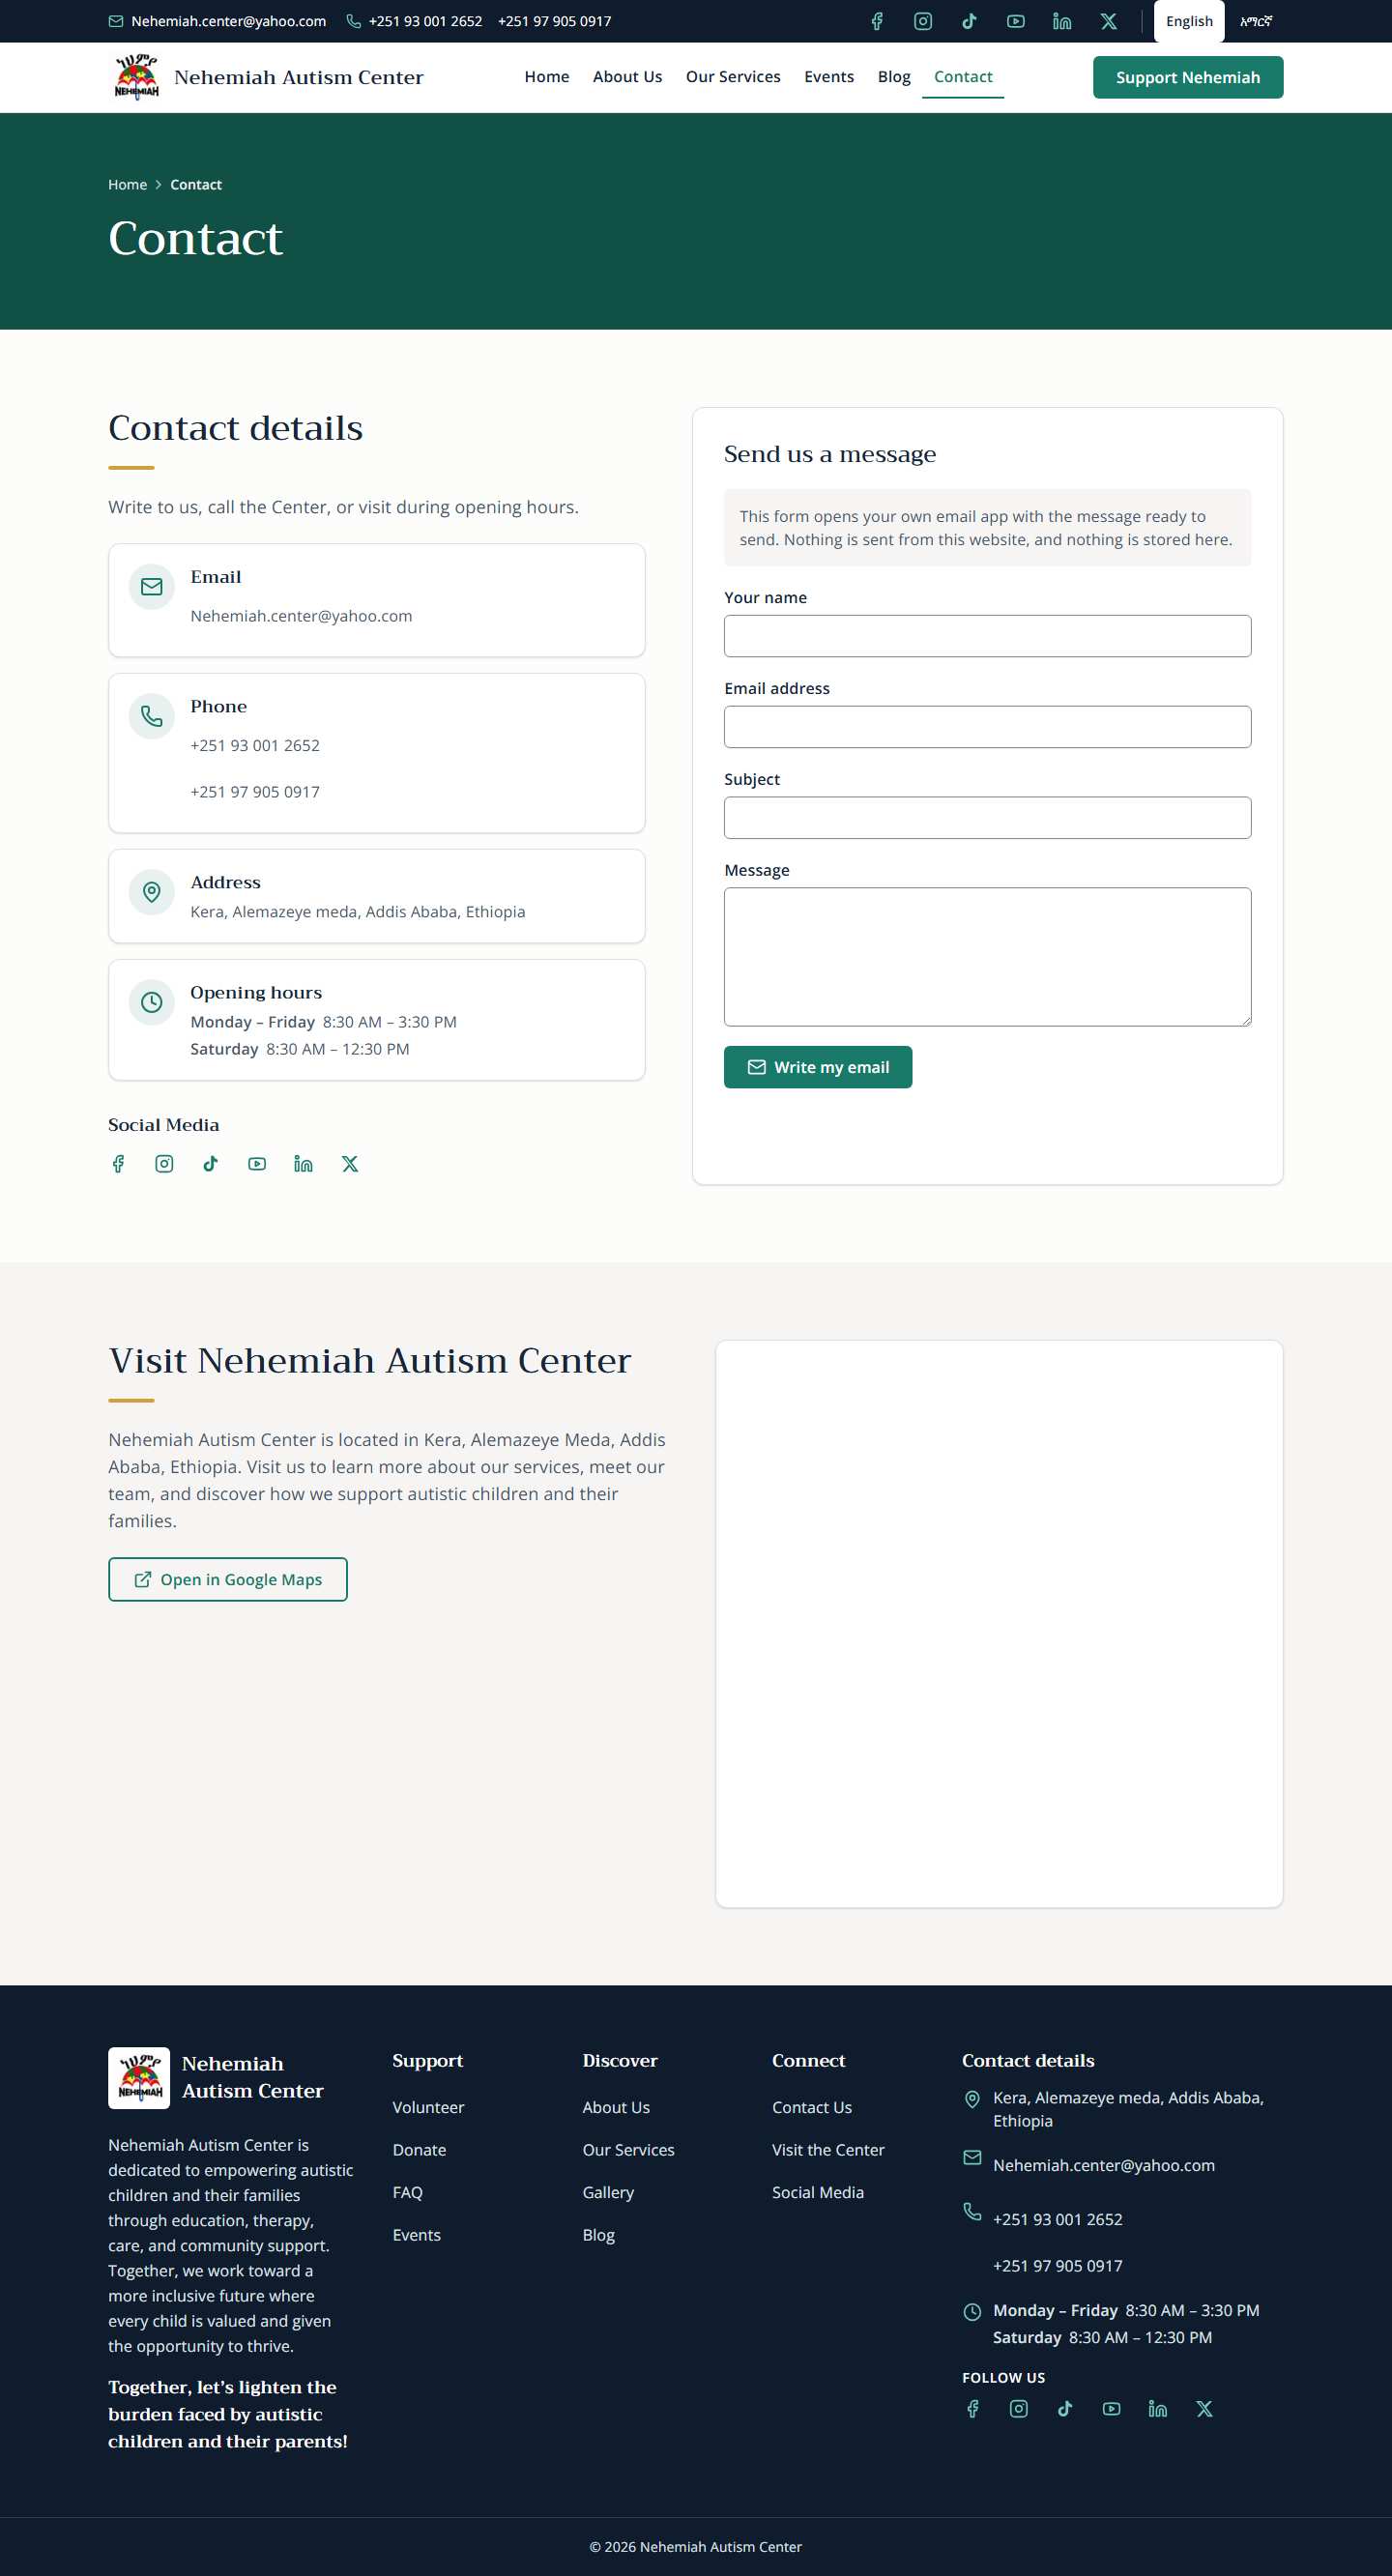 Nehemiah.center@yahoo.com +251 93 001 2652 +251 97 905 0917 English አማርኛ
ነህምያ
NEHEMIAH
Nehemiah Autism Center Home About Us Our Services Events Blog Contact Support Nehemiah
Home > Contact
Contact
Contact details
Write to us, call the Center, or visit during opening hours.
Email
Nehemiah.center@yahoo.com
Phone
+251 93 001 2652
+251 97 905 0917
Address
Kera, Alemazeye meda, Addis Ababa, Ethiopia
Opening hours
Monday – Friday 8:30 AM – 3:30 PM
Saturday 8:30 AM – 12:30 PM
Social Media
Send us a message
This form opens your own email app with the message ready to
send. Nothing is sent from this website, and nothing is stored here.
Your name
Email address
Subject
Message
Write my email
Visit Nehemiah Autism Center
Nehemiah Autism Center is located in Kera, Alemazeye Meda, Addis
Ababa, Ethiopia. Visit us to learn more about our services, meet our
team, and discover how we support autistic children and their
families.
Open in Google Maps
ነህምያ
NEHEMIAH
Nehemiah
Autism Center
Nehemiah Autism Center is
dedicated to empowering autistic
children and their families
through education, therapy,
care, and community support.
Together, we work toward a
more inclusive future where
every child is valued and given
the opportunity to thrive.
Together, let’s lighten the
burden faced by autistic
children and their parents!
Support
Volunteer
Donate
FAQ
Events
Discover
About Us
Our Services
Gallery
Blog
Connect
Contact Us
Visit the Center
Social Media
Contact details
Kera, Alemazeye meda, Addis Ababa,
Ethiopia
Nehemiah.center@yahoo.com
+251 93 001 2652
+251 97 905 0917
Monday – Friday 8:30 AM – 3:30 PM
Saturday 8:30 AM – 12:30 PM
FOLLOW US
© 2026 Nehemiah Autism Center